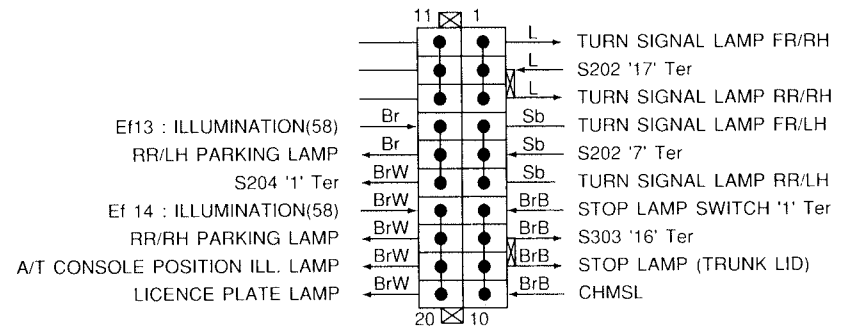 11 1
L TURN SIGNAL LAMP FR/RH
L S202 '17' Ter
L TURN SIGNAL LAMP RR/RH
Ef13 : ILLUMINATION(58) Br Sb TURN SIGNAL LAMP FR/LH
RR/LH PARKING LAMP Br Sb S202 '7' Ter
S204 '1' Ter BrW Sb TURN SIGNAL LAMP RR/LH
Ef 14 : ILLUMINATION(58) BrW BrB STOP LAMP SWITCH '1' Ter
RR/RH PARKING LAMP BrW BrB S303 '16' Ter
A/T CONSOLE POSITION ILL. LAMP BrW BrB STOP LAMP (TRUNK LID)
LICENCE PLATE LAMP BrW BrB CHMSL
20 10